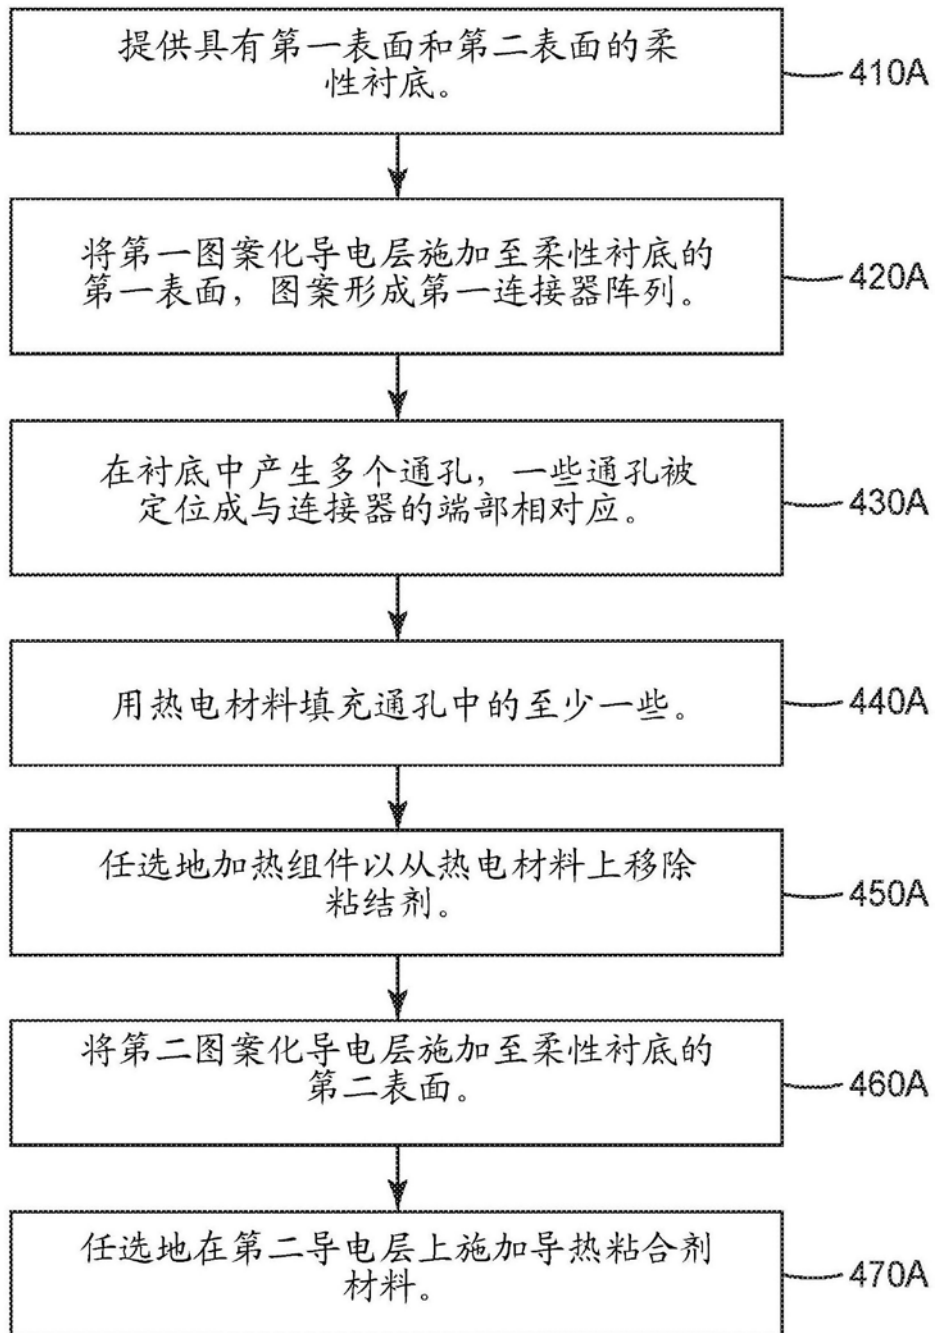 提供具有第一表面和第二表面的柔
性衬底。
410A
将第一图案化导电层施加至柔性衬底的
第一表面，图案形成第一连接器阵列。
420A
在衬底中产生多个通孔，一些通孔被
定位成与连接器的端部相对应。
430A
用热电材料填充通孔中的至少一些。
440A
任选地加热组件以从热电材料上移除
粘结剂。
450A
将第二图案化导电层施加至柔性衬底的
第二表面。
460A
任选地在第二导电层上施加导热粘合剂
材料。
470A